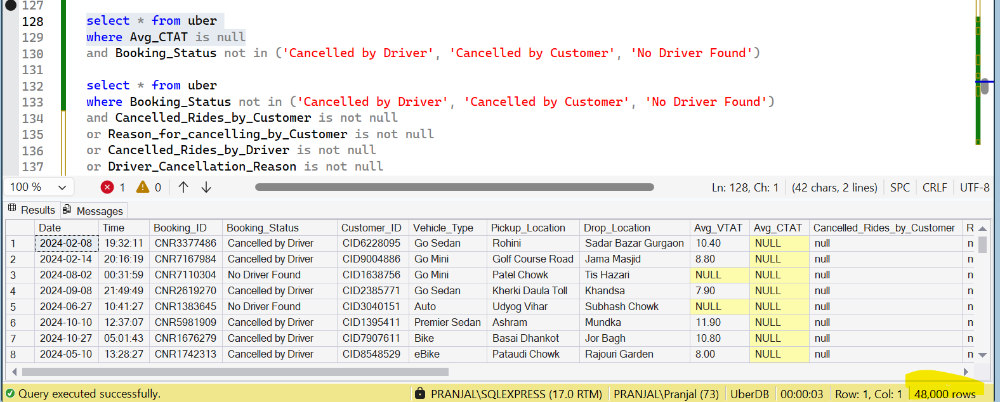 127
128 select * from uber
129 where Avg_CTAT is null
130 and Booking_Status not in ('Cancelled by Driver', 'Cancelled by Customer', 'No Driver Found')
131
132 select * from uber
133 where Booking_Status not in ('Cancelled by Driver', 'Cancelled by Customer', 'No Driver Found')
134 and Cancelled_Rides_by_Customer is not null
135 or Reason_for_cancelling_by_Customer is not null
136 or Cancelled_Rides_by_Driver is not null
137 or Driver_Cancellation_Reason is not null
100 % 1 0 Ln: 128, Ch: 1 (42 chars, 2 lines) SPC CRLF UTF-8
Results Messages
Date Time Booking_ID Booking_Status Customer_ID Vehicle_Type Pickup_Location Drop_Location Avg_VTAT Avg_CTAT Cancelled_Rides_by_Customer R
1 2024-02-08 19:32:11 CNR3377486 Cancelled by Driver CID6228095 Go Sedan Rohini Sadar Bazar Gurgaon 10.40 NULL null n
2 2024-02-14 20:16:19 CNR7167984 Cancelled by Driver CID9004886 Go Mini Golf Course Road Jama Masjid 8.80 NULL null n
3 2024-08-02 00:31:59 CNR7110304 No Driver Found CID1638756 Go Mini Patel Chowk Tis Hazari NULL NULL null n
4 2024-09-08 21:49:49 CNR2619270 Cancelled by Driver CID2385771 Go Sedan Kherki Daula Toll Khandsa 7.90 NULL null n
5 2024-06-27 10:41:27 CNR1383645 No Driver Found CID3040151 Auto Udyog Vihar Subhash Chowk NULL NULL null n
6 2024-10-10 12:37:07 CNR5981909 Cancelled by Driver CID1395411 Premier Sedan Ashram Mundka 11.90 NULL null n
7 2024-10-27 05:01:43 CNR1676279 Cancelled by Driver CID7907611 Bike Basai Dhankot Jor Bagh 10.80 NULL null n
8 2024-05-10 13:28:27 CNR1742313 Cancelled by Driver CID8548529 eBike Pataudi Chowk Rajouri Garden 8.00 NULL null n
Query executed successfully. PRANJAL\SQLEXPRESS (17.0 RTM) PRANJAL\Pranjal (73) UberDB 00:00:03 Row: 1, Col: 1 48,000 rows